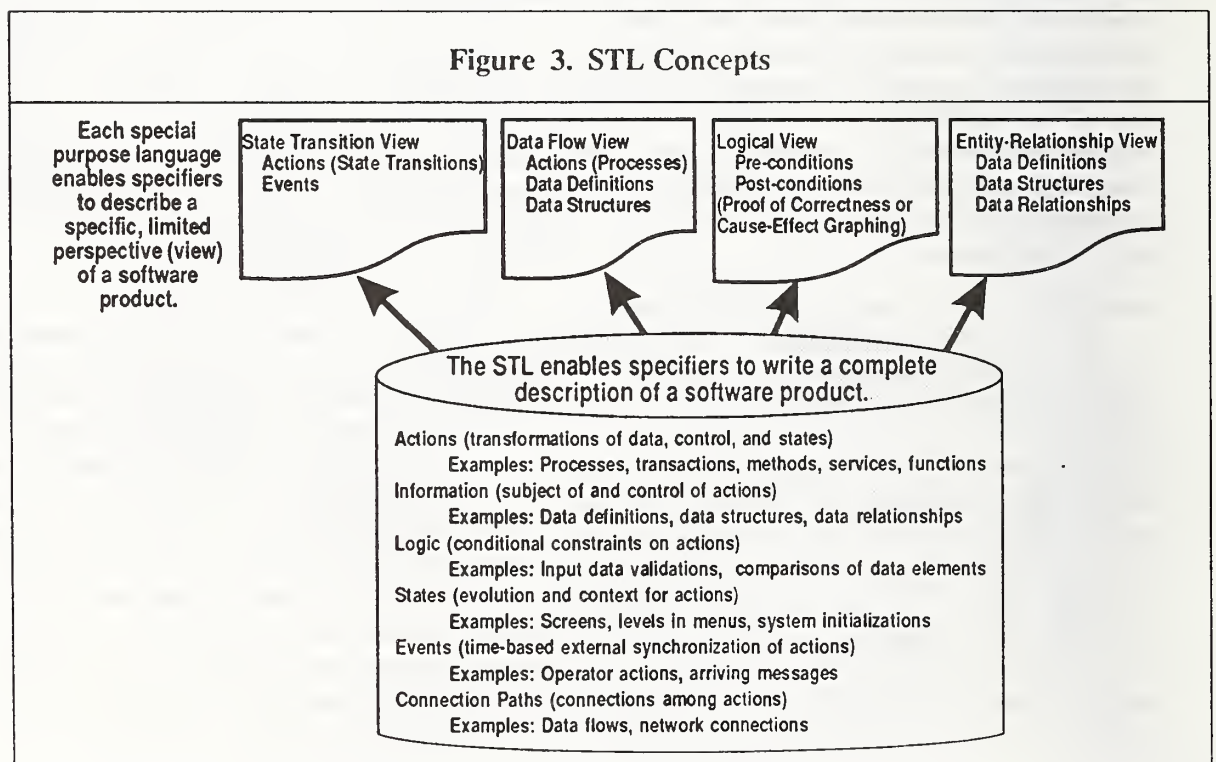 Figure 3. STL Concepts
Each special
purpose language
enables specifiers
to describe a
specific, limited
perspective (view)
of a software
product.
State Transition View
Actions (State Transitions)
Events
Data Flow View
Actions (Processes)
Data Definitions
Data Structures
Logical View
Pre-conditions
Post-conditions
(Proof of Correctness or
Cause-Effect Graphing)
Entity-Relationship View
Data Definitions
Data Structures
Data Relationships
The STL enables specifiers to write a complete
description of a software product.
Actions (transformations of data, control, and states)
Examples: Processes, transactions, methods, services, functions
Information (subject of and control of actions)
Examples: Data definitions, data structures, data relationships
Logic (conditional constraints on actions)
Examples: Input data validations, comparisons of data elements
States (evolution and context for actions)
Examples: Screens, levels in menus, system initializations
Events (time-based external synchronization of actions)
Examples: Operator actions, arriving messages
Connection Paths (connections among actions)
Examples: Data flows, network connections